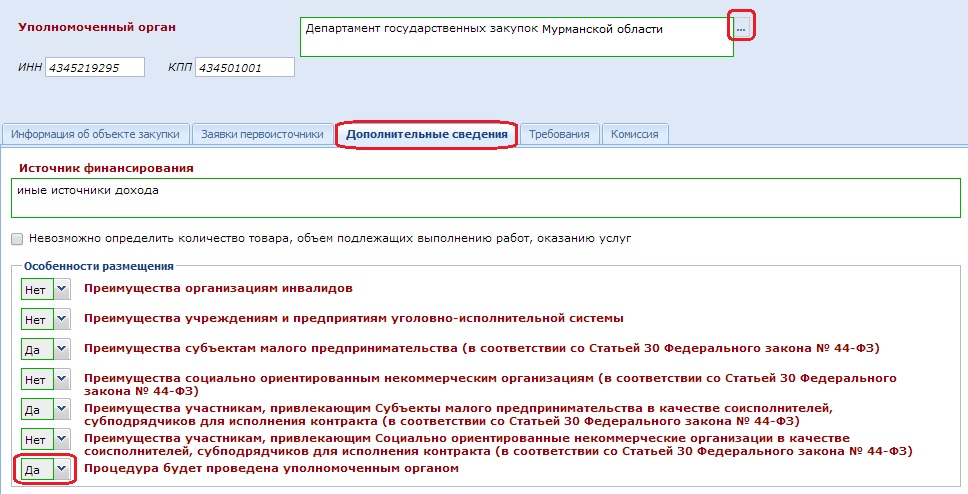 Уполномоченный орган
Департамент государственных закупок Мурманской области
...
ИНН 4345219295 КПП 434501001
Информация об объекте закупки Заявки первоисточники Дополнительные сведения Требования Комиссия
Источник финансирования
иные источники дохода
Невозможно определить количество товара, объем подлежащих выполнению работ, оказанию услуг
Особенности размещения
Нет Преимущества организациям инвалидов
Нет Преимущества учреждениям и предприятиям уголовно-исполнительной системы
Да Преимущества субъектам малого предпринимательства (в соответствии со Статьей 30 Федерального закона № 44-ФЗ)
Нет Преимущества социально ориентированным некоммерческим организациям (в соответствии со Статьей 30 Федерального
закона № 44-ФЗ)
Да Преимущества участникам, привлекающим Субъекты малого предпринимательства в качестве соисполнителей,
субподрядчиков для исполнения контракта (в соответствии со Статьей 30 Федерального закона № 44-ФЗ)
Нет Преимущества участникам, привлекающим Социально ориентированные некоммерческие организации в качестве
соисполнителей, субподрядчиков для исполнения контракта (в соответствии со Статьей 30 Федерального закона № 44-ФЗ)
Да Процедура будет проведена уполномоченным органом